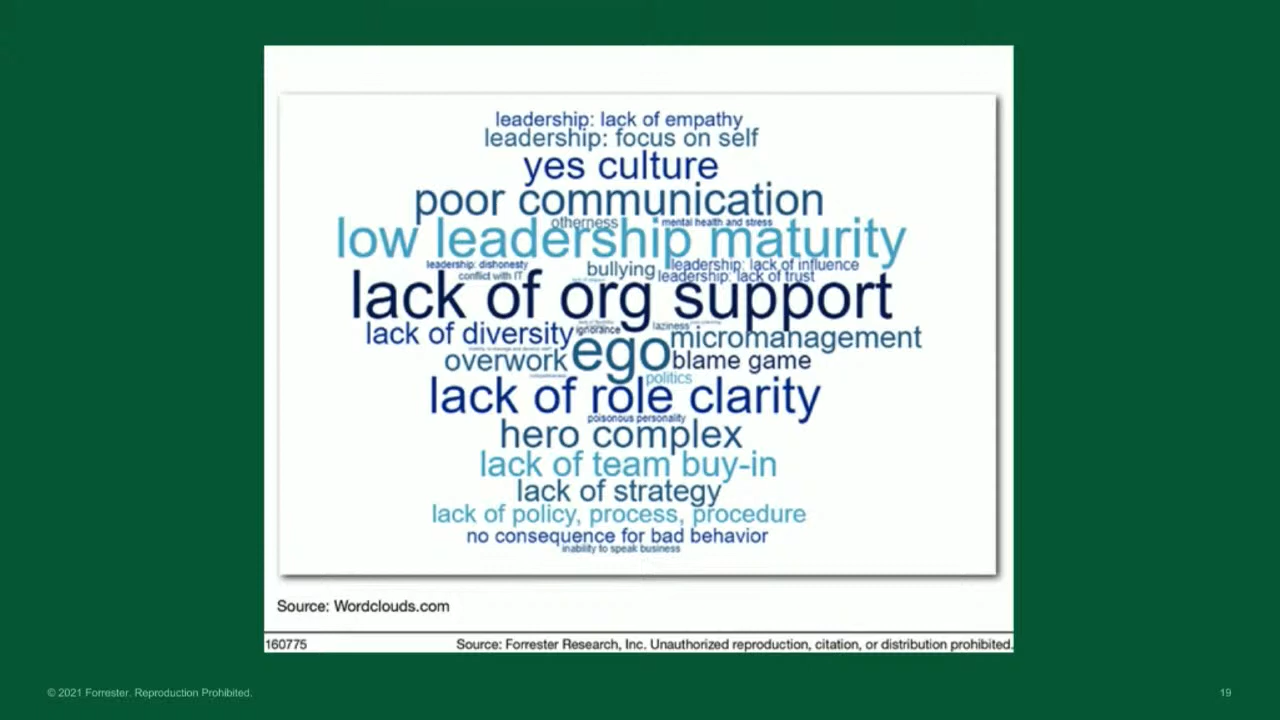 leadership: lack of empathy
leadership: focus on self
yes culture
poor communication
otherness mental health and stress
low leadership maturity
leadership: dishonesty bullying leadership: lack of influence
conflict with IT leadership: lack of trust
lack of org support
lack of diversity ignorance laziness micromanagement
overwork ego blame game
politics
lack of role clarity
poisonous personality
hero complex
lack of team buy-in
lack of strategy
lack of policy, process, procedure
no consequence for bad behavior
inability to speak business
Source: Wordclouds.com
160775 Source: Forrester Research, Inc. Unauthorized reproduction, citation, or distribution prohibited.
© 2021 Forrester. Reproduction Prohibited. 19